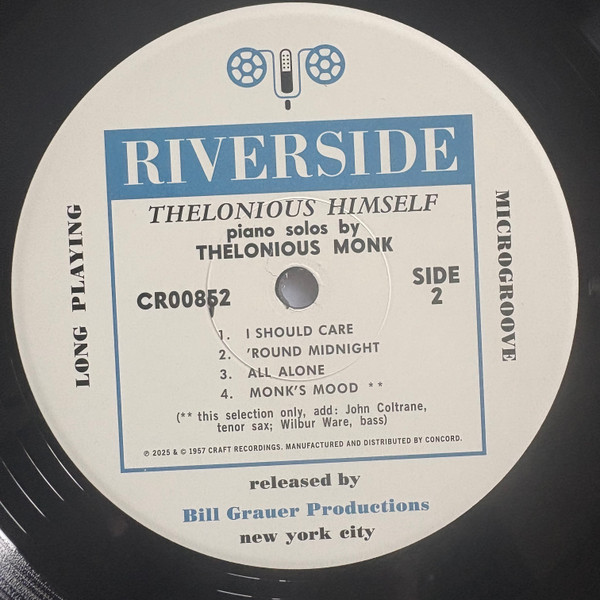 RIVERSIDE
THELONIOUS HIMSELF
piano solos by
THELONIOUS MONK
CR00852
SIDE
2
1. I SHOULD CARE
2. 'ROUND MIDNIGHT
3. ALL ALONE
4. MONK'S MOOD **
(** this selection only, add: John Coltrane,
tenor sax; Wilbur Ware, bass)
℗ 2025 & © 1957 CRAFT RECORDINGS. MANUFACTURED AND DISTRIBUTED BY CONCORD.
LONG PLAYING
MICROGROOVE
released by
Bill Grauer Productions
new york city